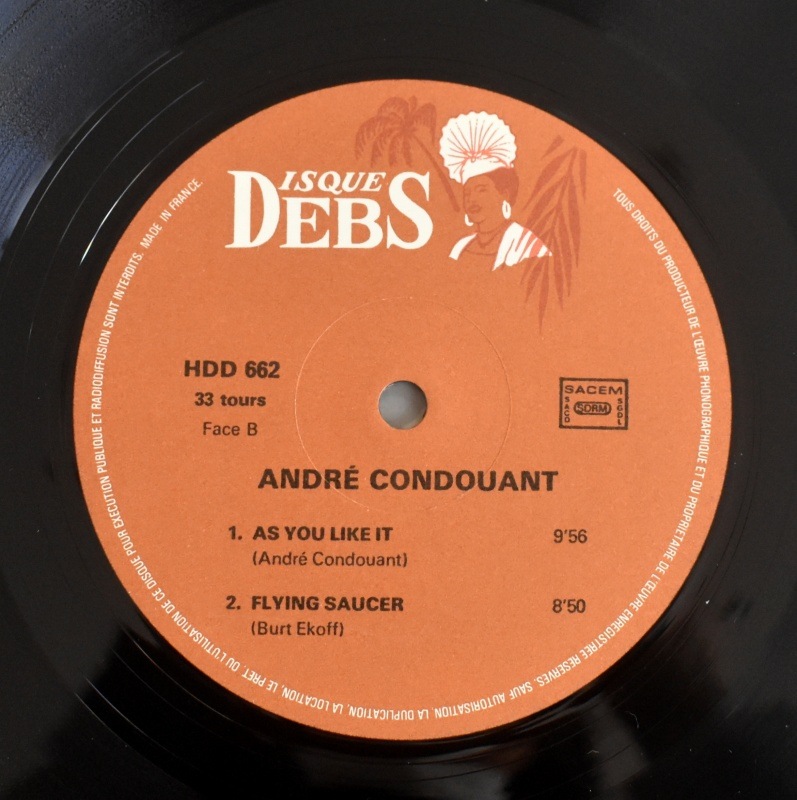 DISQUE
DEBS
HDD 662
33 tours
Face B
SACEM
SACD
SDRM
SGDL
ANDRÉ CONDOUANT
1. AS YOU LIKE IT 9'56
(André Condouant)
2. FLYING SAUCER 8'50
(Burt Ekoff)
TOUS DROITS DU PRODUCTEUR DE L'ŒUVRE PHONOGRAPHIQUE ET DU PROPRIETAIRE DE L'ŒUVRE ENREGISTREE RESERVES. SAUF AUTORISATION, LA DUPLICATION, LA LOCATION, LE PRET, OU L'UTILISATION DE CE DISQUE POUR EXECUTION PUBLIQUE ET RADIODIFFUSION SONT INTERDITS. MADE IN FRANCE